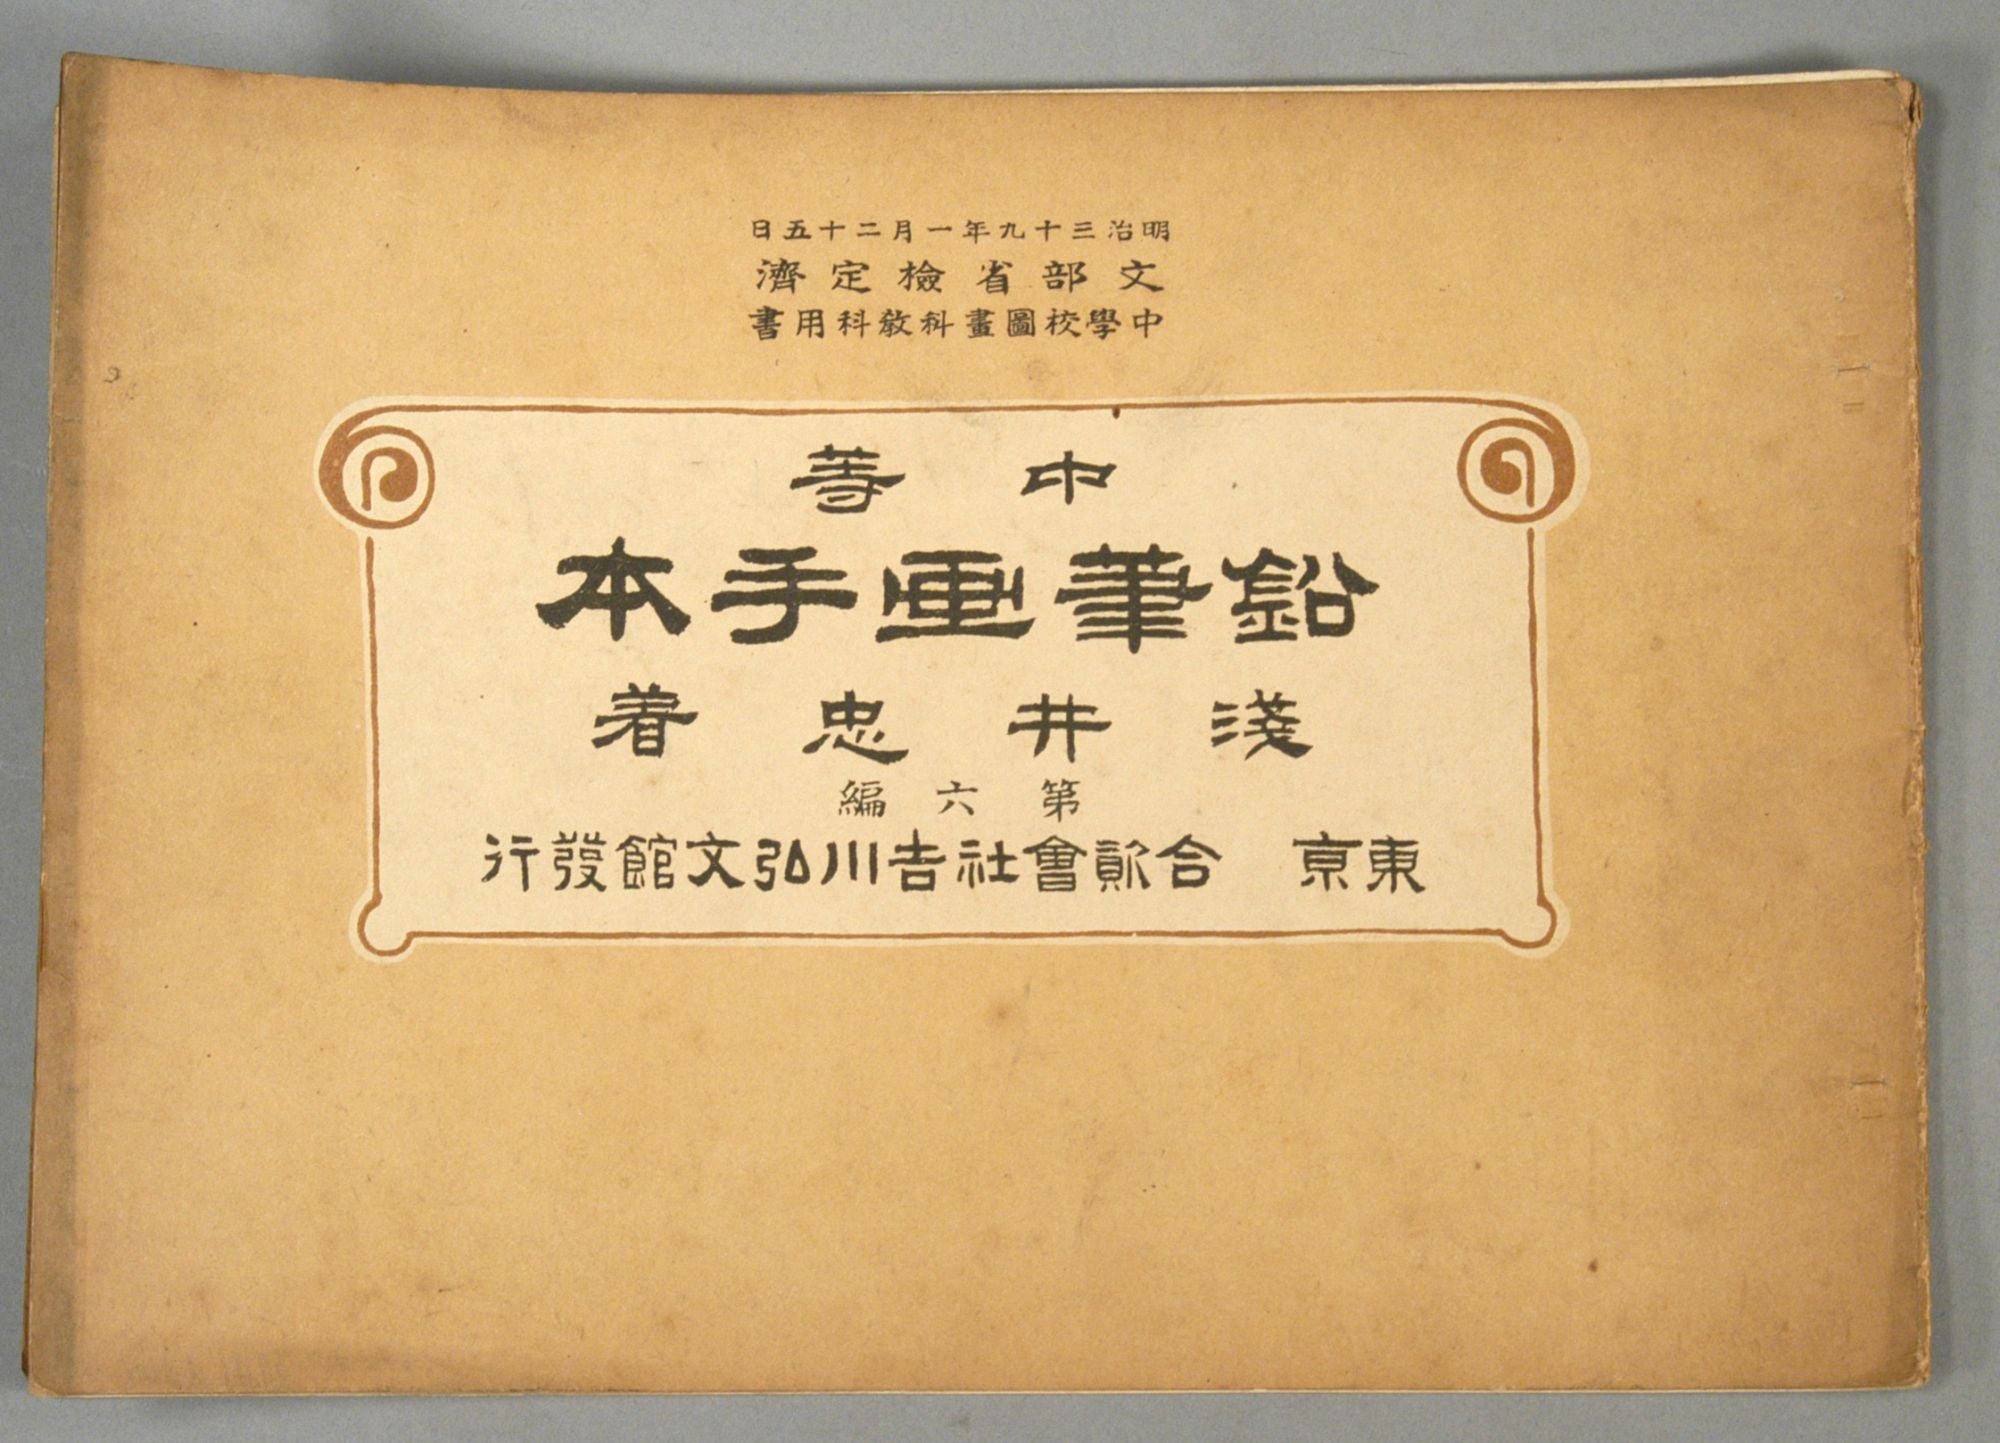 明治三十九年一月二十五日
文部省檢定濟
中學校圖畫科教科用書
中等
鉛筆画手本
淺井忠著
第六編
東京 合資會社吉川弘文館發行